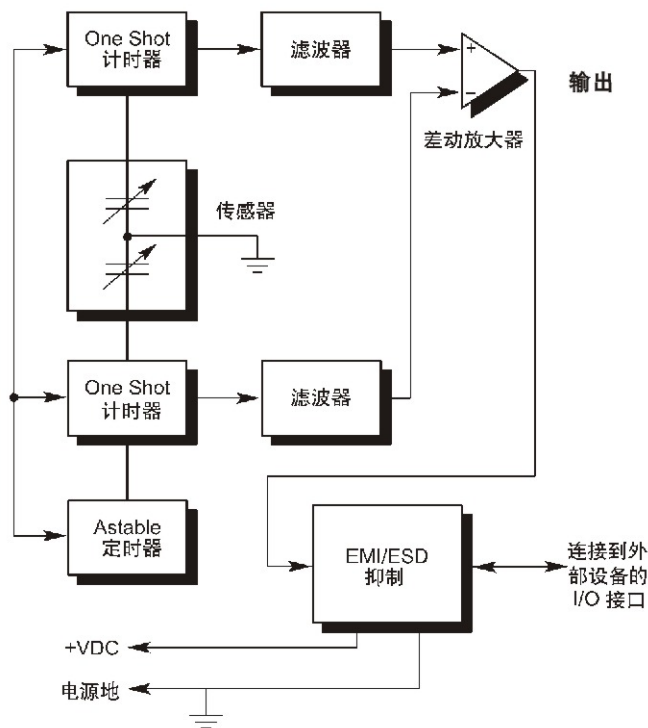 One Shot
计时器
滤波器
+
−
输出
差动放大器
传感器
One Shot
计时器
滤波器
Astable
定时器
EMI/ESD
抑制
连接到外
部设备的
I/O 接口
+VDC
电源地